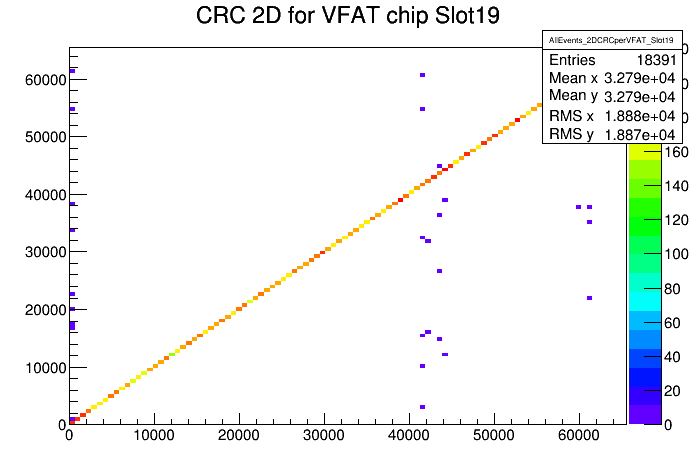 CRC 2D for VFAT chip Slot19
AllEvents_2DCRCperVFAT_Slot19
Entries 18391
Mean x 3.279e+04
Mean y 3.279e+04
RMS x 1.888e+04
RMS y 1.887e+04
60000
50000
40000
30000
20000
10000
0
0 10000 20000 30000 40000 50000 60000
160
140
120
100
80
60
40
20
0